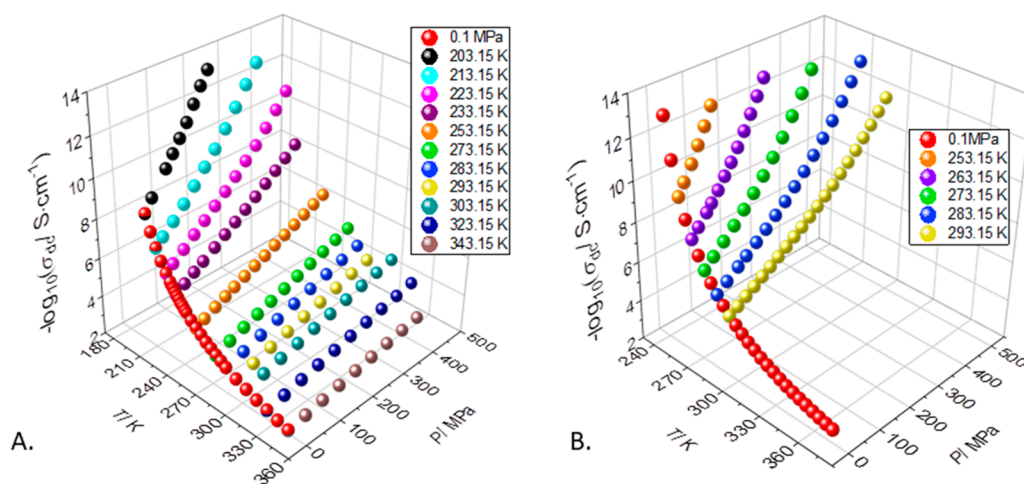 0.1 MPa
203.15 K
213.15 K
223.15 K
233.15 K
253.15 K
273.15 K
283.15 K
293.15 K
303.15 K
323.15 K
343.15 K
14
12
10
8
6
4
2
-log10(σdc/ S·cm-1)
180
210
240
270
300
330
360
T/ K
0
100
200
300
400
500
P/ MPa
A.
0.1MPa
253.15 K
263.15 K
273.15 K
283.15 K
293.15 K
14
12
10
8
6
4
2
-log10(σdc/ S·cm-1)
240
270
300
330
360
T/ K
0
100
200
300
400
500
P/ MPa
B.